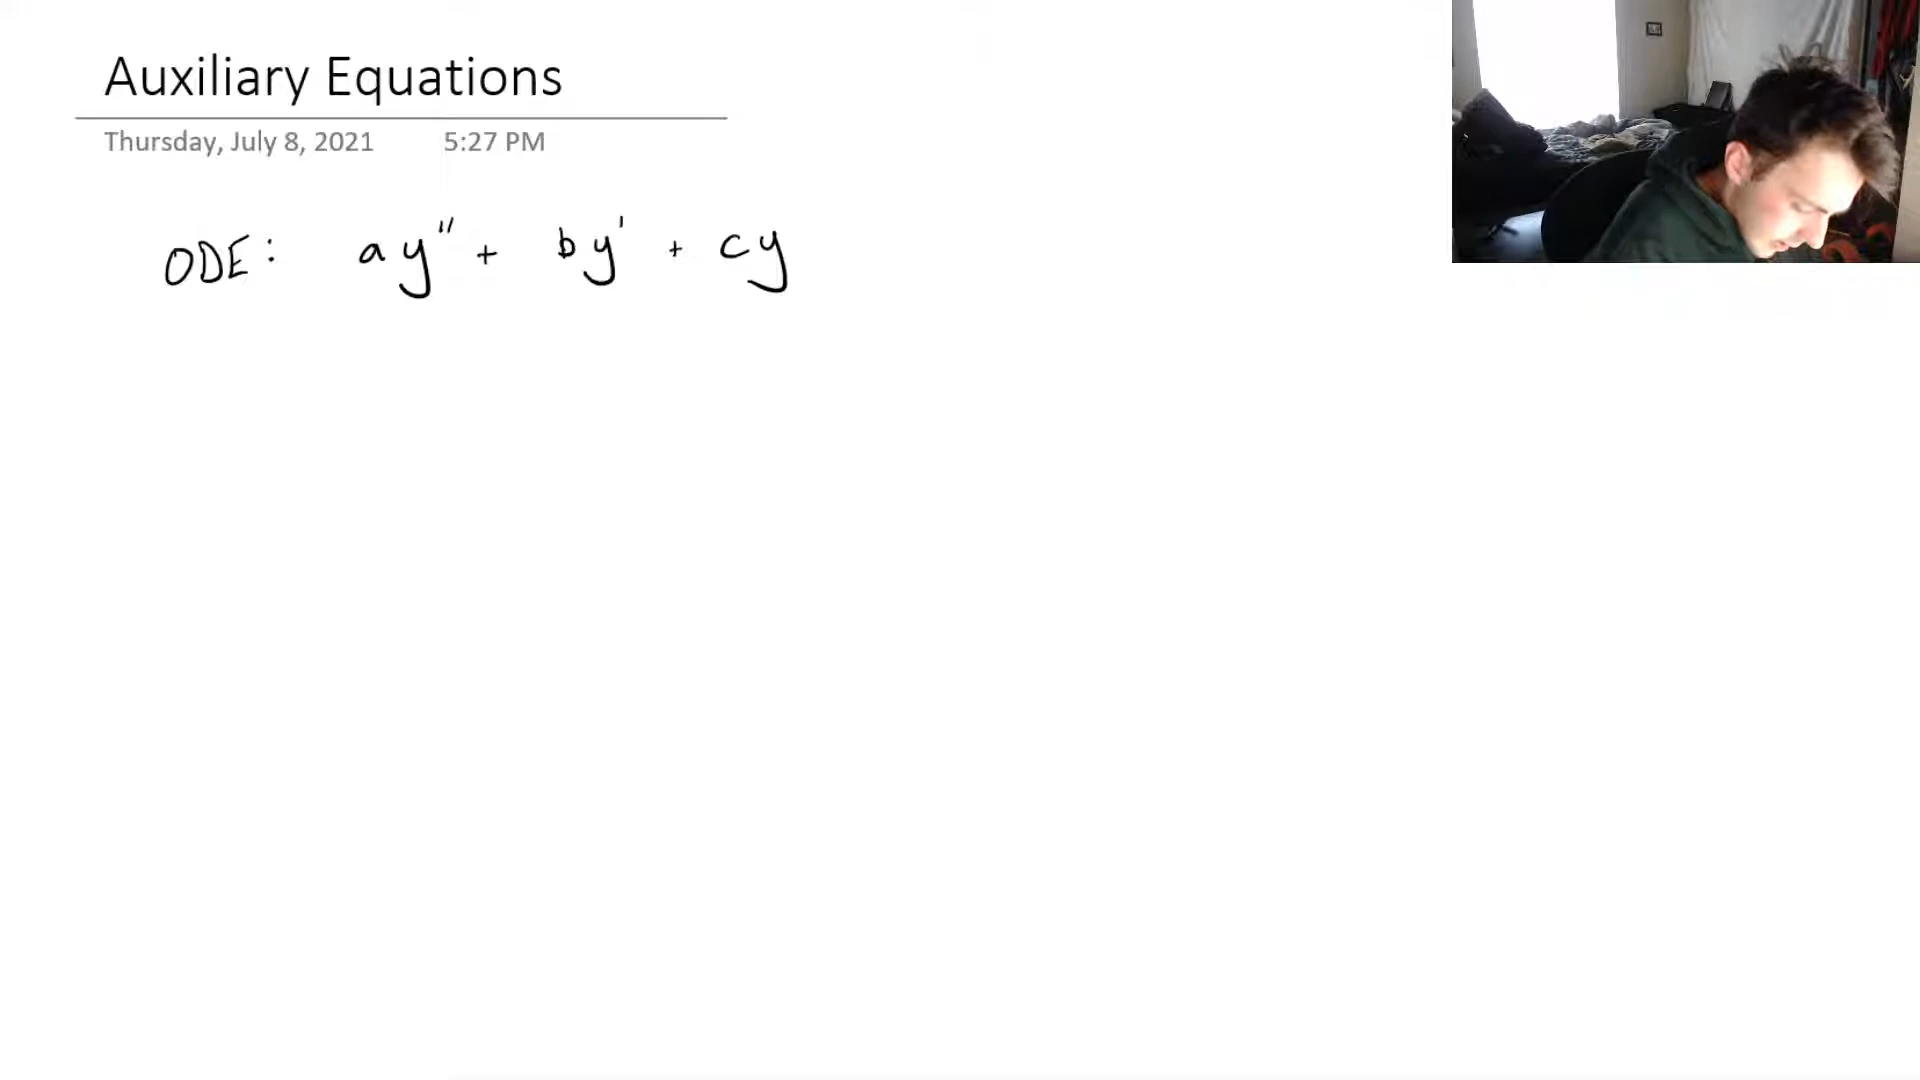 Auxiliary Equations
Thursday, July 8, 2021 5:27 PM
ODE: ay" + by' + cy